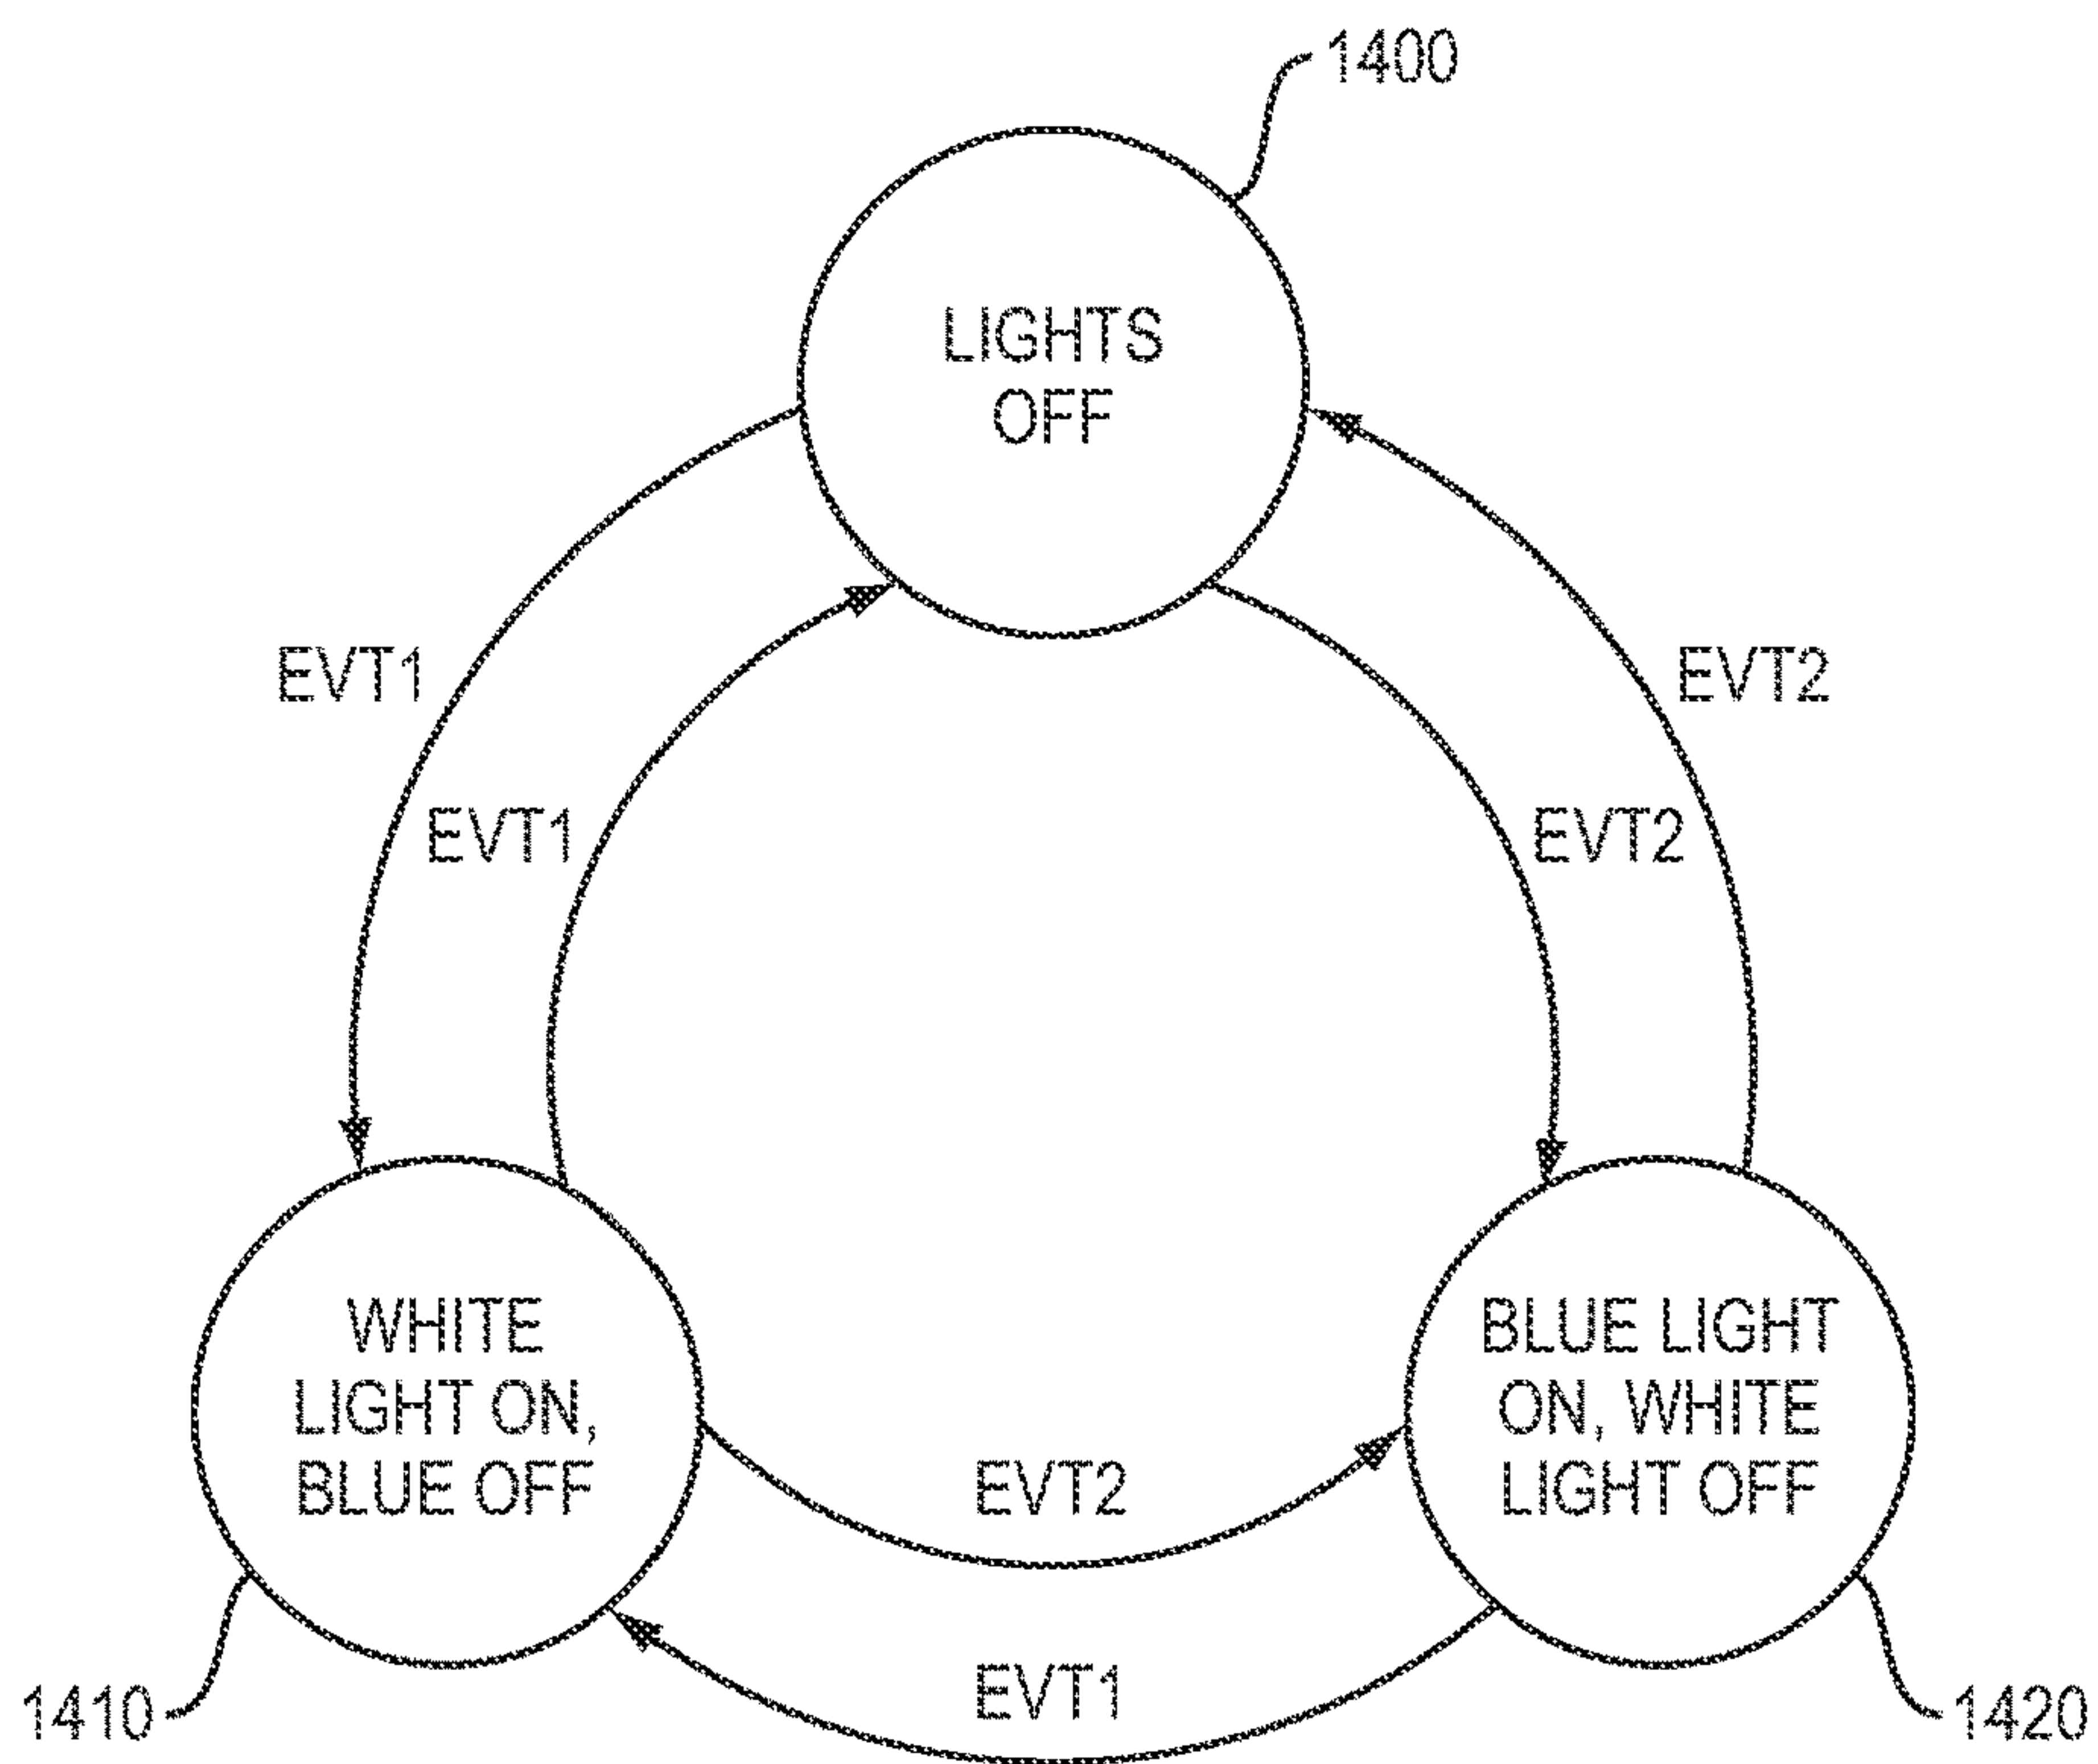 1400
LIGHTS
OFF
EVT1
EVT2
EVT1
EVT2
WHITE
LIGHT ON,
BLUE OFF
BLUE LIGHT
ON, WHITE
LIGHT OFF
EVT2
EVT1
1410
1420